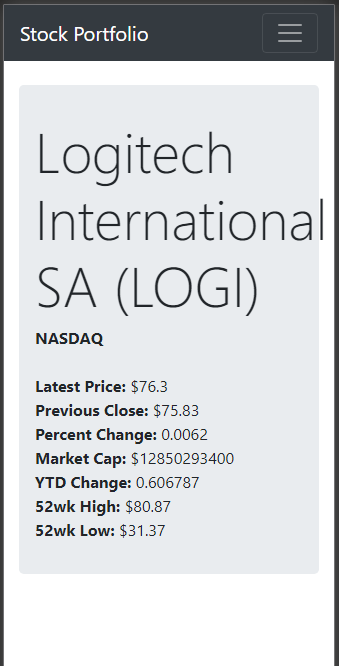 Stock Portfolio
Logitech
International
SA (LOGI)
NASDAQ
Latest Price: $76.3
Previous Close: $75.83
Percent Change: 0.0062
Market Cap: $12850293400
YTD Change: 0.606787
52wk High: $80.87
52wk Low: $31.37